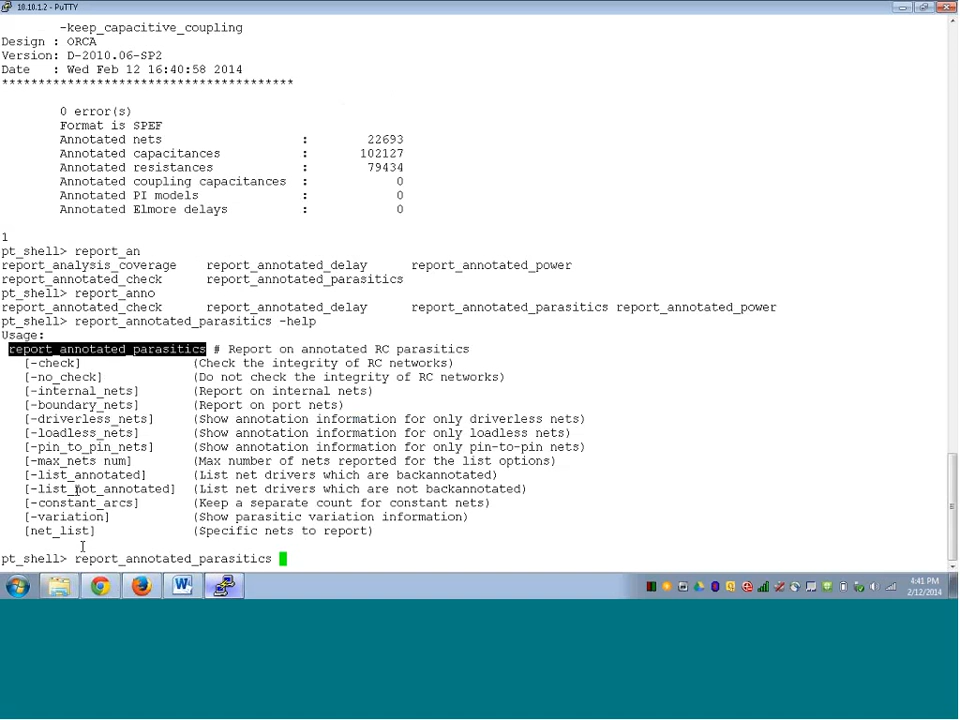 10.10.1.2 - PuTTY
-keep_capacitive_coupling
Design : ORCA
Version: D-2010.06-SP2
Date   : Wed Feb 12 16:40:58 2014
****************************************
0 error(s)
Format is SPEF
Annotated nets                  :        22693
Annotated capacitances          :       102127
Annotated resistances           :        79434
Annotated coupling capacitances :            0
Annotated PI models             :            0
Annotated Elmore delays         :            0
1
pt_shell> report_an
report_analysis_coverage    report_annotated_delay      report_annotated_power
report_annotated_check      report_annotated_parasitics
pt_shell> report_anno
report_annotated_check      report_annotated_delay      report_annotated_parasitics report_annotated_power
pt_shell> report_annotated_parasitics -help
Usage:
report_annotated_parasitics # Report on annotated RC parasitics
[-check]               (Check the integrity of RC networks)
[-no_check]            (Do not check the integrity of RC networks)
[-internal_nets]       (Report on internal nets)
[-boundary_nets]       (Report on port nets)
[-driverless_nets]     (Show annotation information for only driverless nets)
[-loadless_nets]       (Show annotation information for only loadless nets)
[-pin_to_pin_nets]     (Show annotation information for only pin-to-pin nets)
[-max_nets num]        (Max number of nets reported for the list options)
[-list_annotated]      (List net drivers which are backannotated)
[-list_not_annotated]  (List net drivers which are not backannotated)
[-constant_arcs]       (Keep a separate count for constant nets)
[-variation]           (Show parasitic variation information)
[net_list]             (Specific nets to report)
pt_shell> report_annotated_parasitics
4:41 PM
2/12/2014